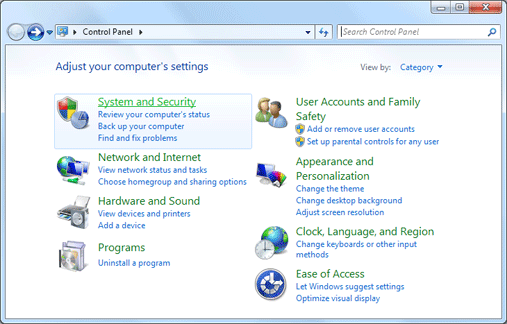 Control Panel
Search Control Panel
Adjust your computer's settings
View by: Category
System and Security
Review your computer's status
Back up your computer
Find and fix problems
Network and Internet
View network status and tasks
Choose homegroup and sharing options
Hardware and Sound
View devices and printers
Add a device
Programs
Uninstall a program
User Accounts and Family
Safety
Add or remove user accounts
Set up parental controls for any user
Appearance and
Personalization
Change the theme
Change desktop background
Adjust screen resolution
Clock, Language, and Region
Change keyboards or other input
methods
Ease of Access
Let Windows suggest settings
Optimize visual display